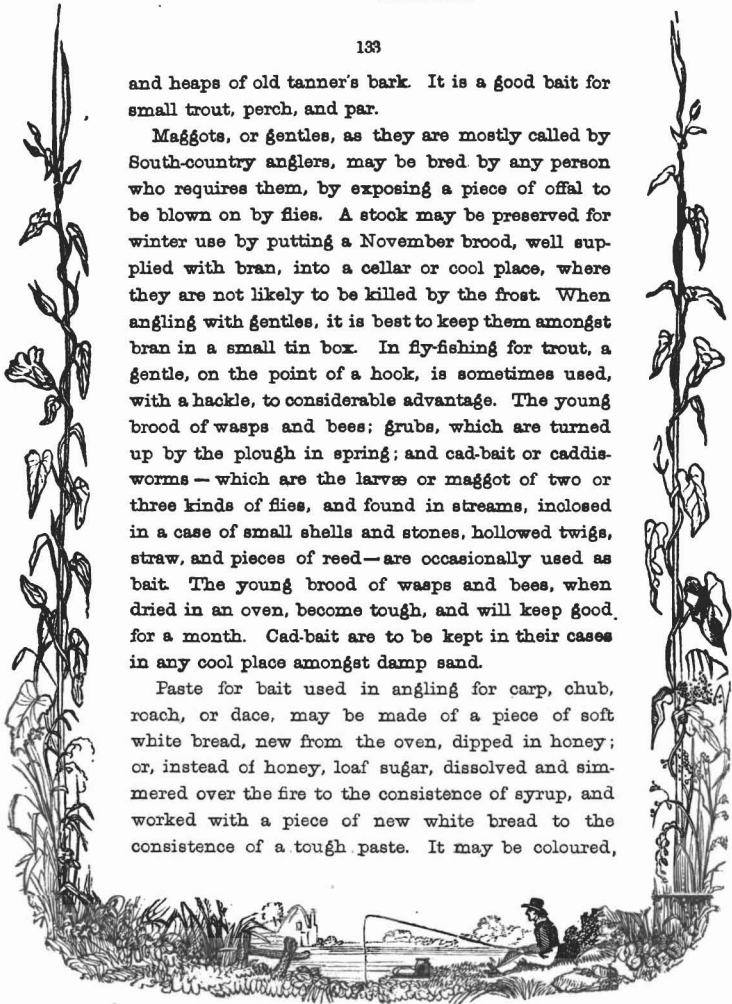 133
and heaps of old tanner's bark. It is a good bait for
small trout, perch, and par.
Maggots, or gentles, as they are mostly called by
South-country anglers, may be bred by any person
who requires them, by exposing a piece of offal to
be blown on by flies. A stock may be preserved for
winter use by putting a November brood, well sup-
plied with bran, into a cellar or cool place, where
they are not likely to be killed by the frost. When
angling with gentles, it is best to keep them amongst
bran in a small tin box. In fly-fishing for trout, a
gentle, on the point of a hook, is sometimes used,
with a hackle, to considerable advantage. The young
brood of wasps and bees; grubs, which are turned
up by the plough in spring; and cad-bait or caddis-
worms — which are the larvæ or maggot of two or
three kinds of flies, and found in streams, inclosed
in a case of small shells and stones, hollowed twigs,
straw, and pieces of reed—are occasionally used as
bait. The young brood of wasps and bees, when
dried in an oven, become tough, and will keep good
for a month. Cad-bait are to be kept in their cases
in any cool place amongst damp sand.
Paste for bait used in angling for carp, chub,
roach, or dace, may be made of a piece of soft
white bread, new from the oven, dipped in honey;
or, instead of honey, loaf sugar, dissolved and sim-
mered over the fire to the consistence of syrup, and
worked with a piece of new white bread to the
consistence of a tough paste. It may be coloured,